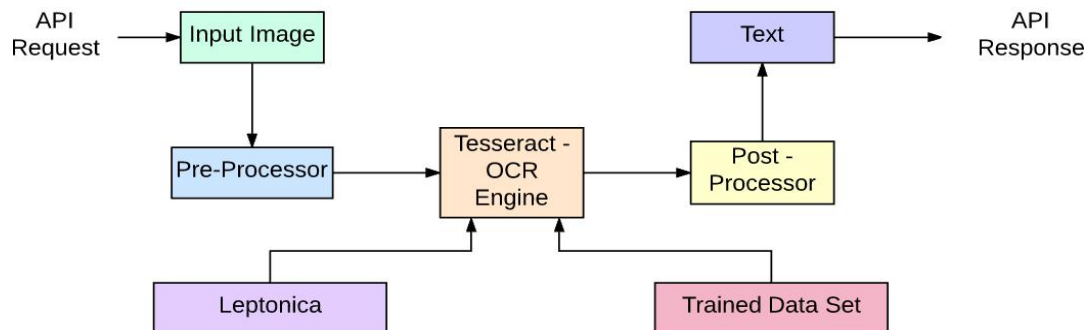 API
Request
Input Image
Text
API
Response
Pre-Processor
Tesseract -
OCR
Engine
Post -
Processor
Leptonica
Trained Data Set